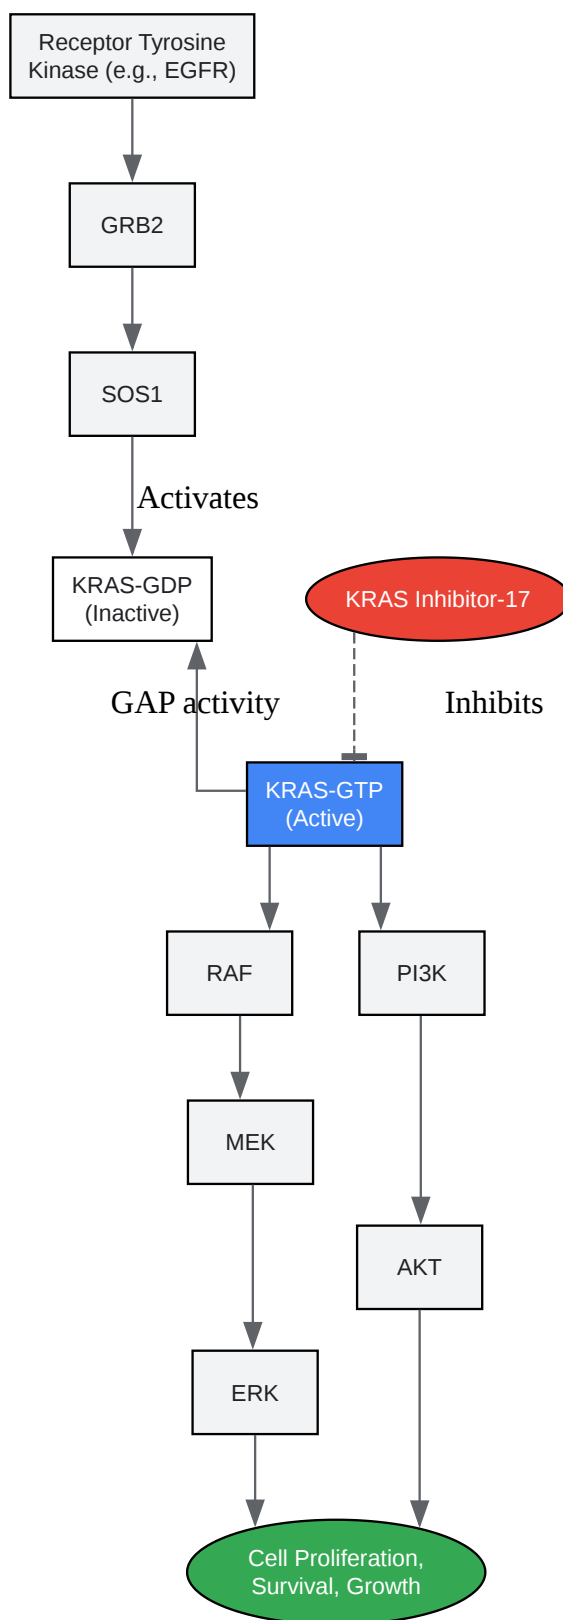 Receptor Tyrosine
Kinase (e.g., EGFR)
GRB2
SOS1
Activates
KRAS-GDP
(Inactive)
KRAS Inhibitor-17
GAP activity
Inhibits
KRAS-GTP
(Active)
RAF
PI3K
MEK
AKT
ERK
Cell Proliferation,
Survival, Growth